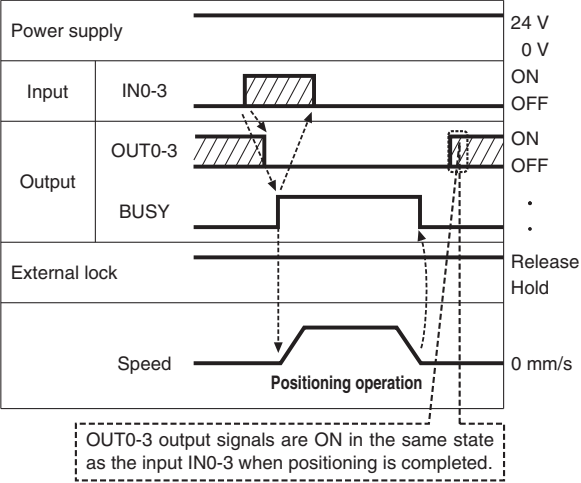 Power supply
24 V
0 V
Input
IN0-3
ON
OFF
Output
OUT0-3
ON
OFF
BUSY
External lock
Release
Hold
Speed
0 mm/s
Positioning operation
OUT0-3 output signals are ON in the same state
as the input IN0-3 when positioning is completed.